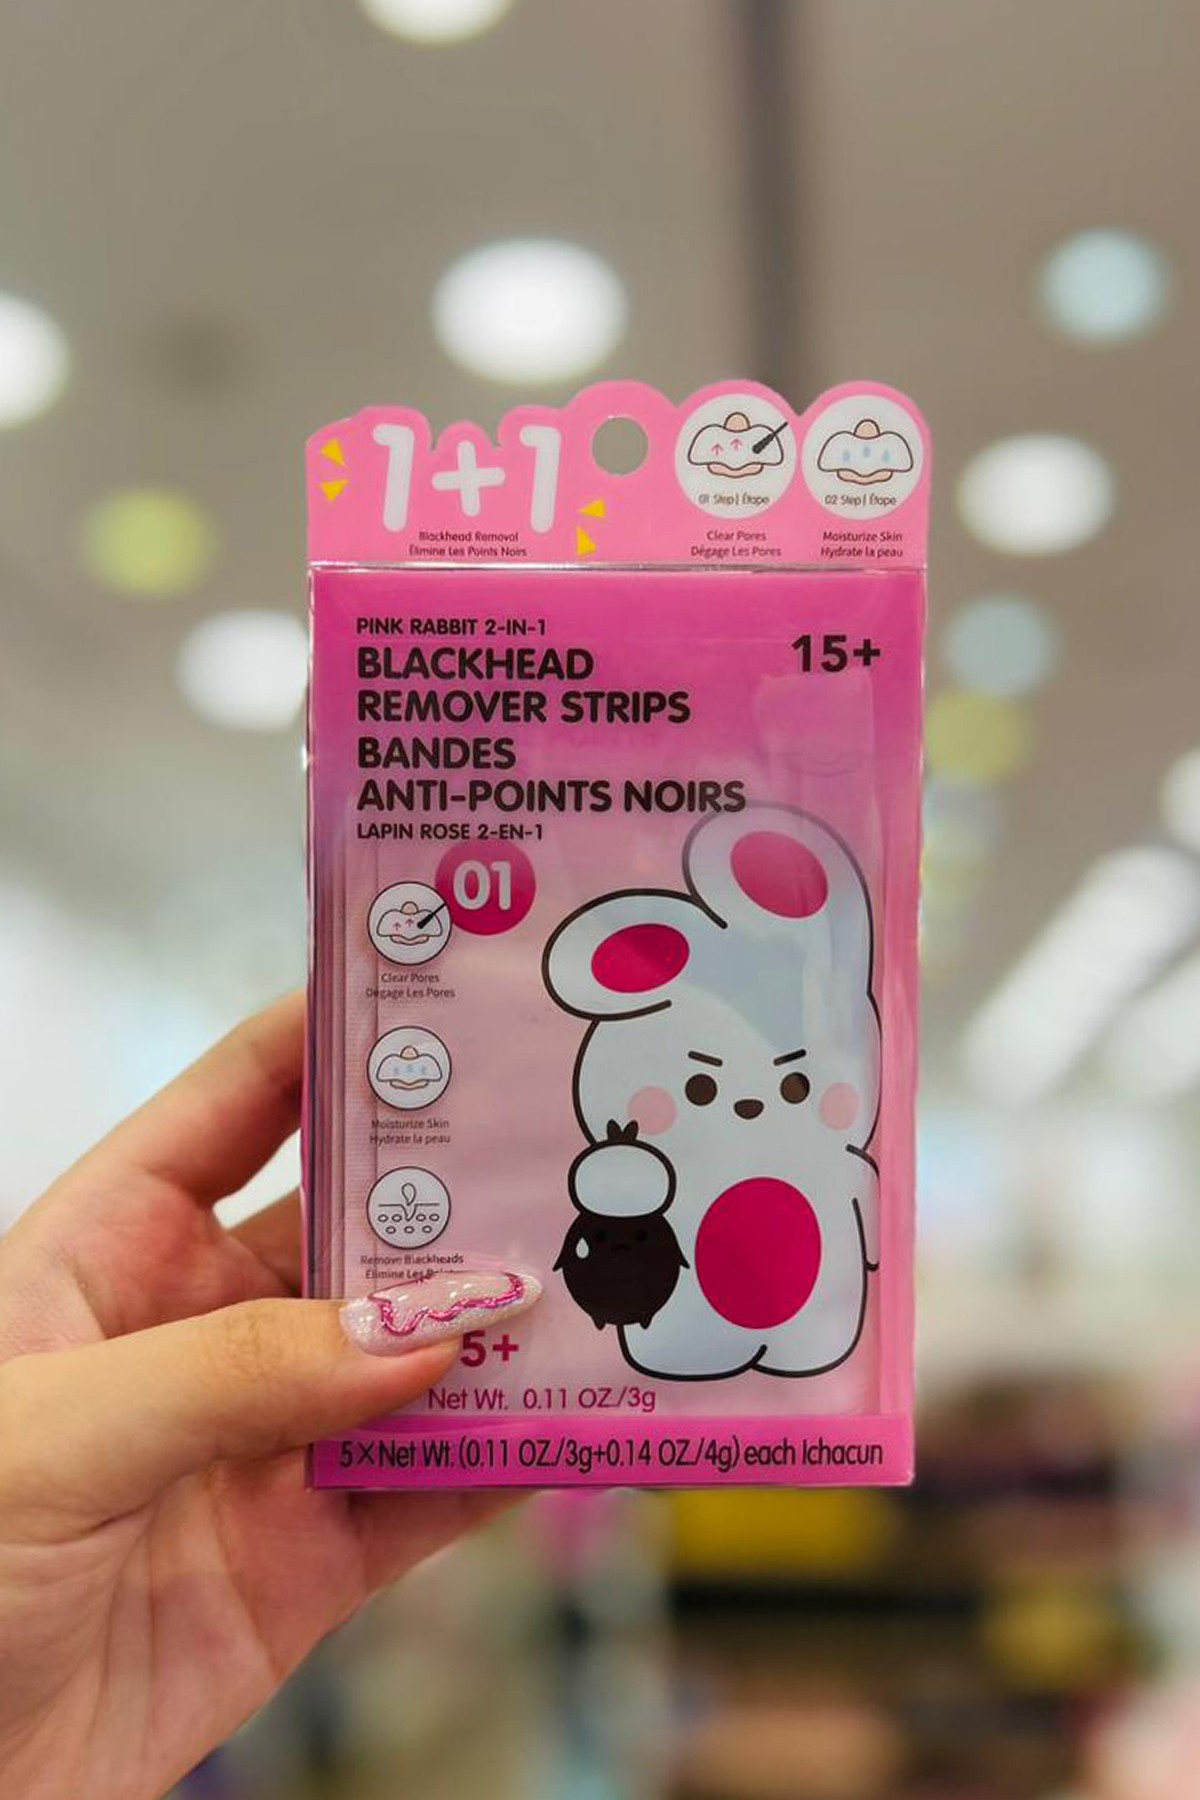 1+1
Blackhead Removal
Élimine Les Points Noirs
01 Step| Étape
Clear Pores
Dégage Les Pores
02 Step| Étape
Moisturize Skin
Hydrate la peau
PINK RABBIT 2-IN-1
BLACKHEAD
REMOVER STRIPS
BANDES
ANTI-POINTS NOIRS
LAPIN ROSE 2-EN-1
15+
01
Clear Pores
Dégage Les Pores
Moisturize Skin
Hydrate la peau
Remove Blackheads
Élimine Les
5+
Net Wt. 0.11 OZ./3g
5×Net Wt. (0.11 OZ./3g+0.14 OZ./4g) each lchacun